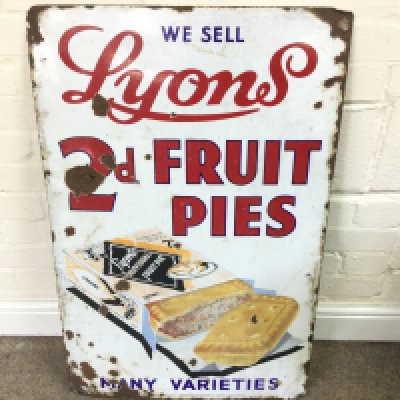 WE SELL
Lyons
2d FRUIT
PIES
MANY VARIETIES